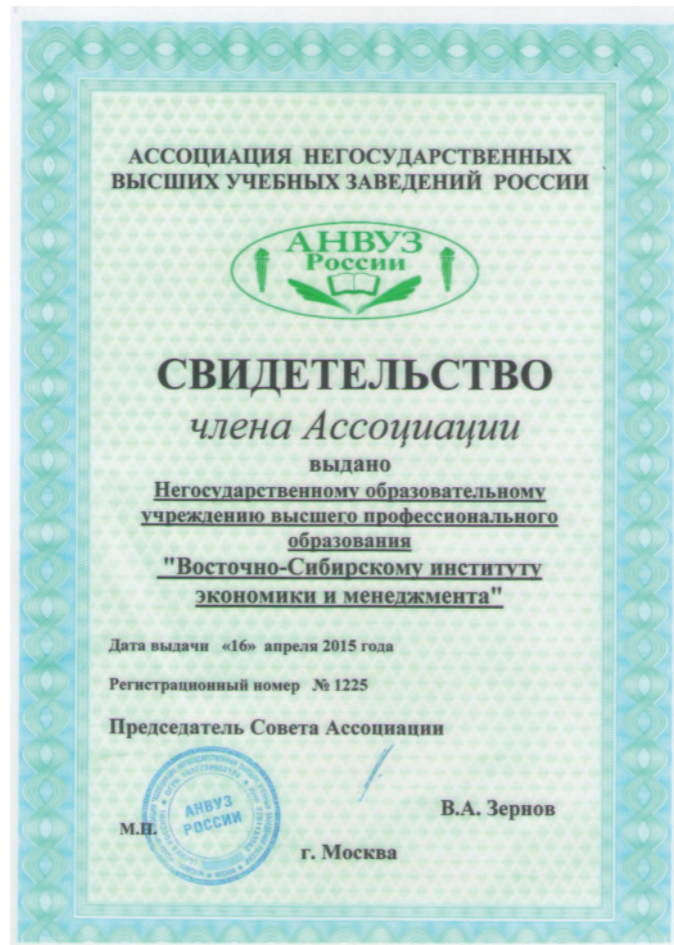 АССОЦИАЦИЯ НЕГОСУДАРСТВЕННЫХ
ВЫСШИХ УЧЕБНЫХ ЗАВЕДЕНИЙ РОССИИ
АНВУЗ
России
СВИДЕТЕЛЬСТВО
члена Ассоциации
выдано
Негосударственному образовательному
учреждению высшего профессионального
образования
"Восточно-Сибирскому институту
экономики и менеджмента"
Дата выдачи «16» апреля 2015 года
Регистрационный номер № 1225
Председатель Совета Ассоциации
АНВУЗ
РОССИИ
В.А. Зернов
М.П.
г. Москва